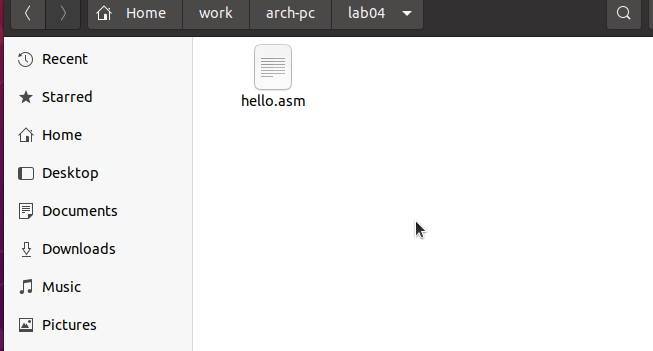 Home work arch-pc lab04
Recent
Starred
Home
Desktop
Documents
Downloads
Music
Pictures
hello.asm